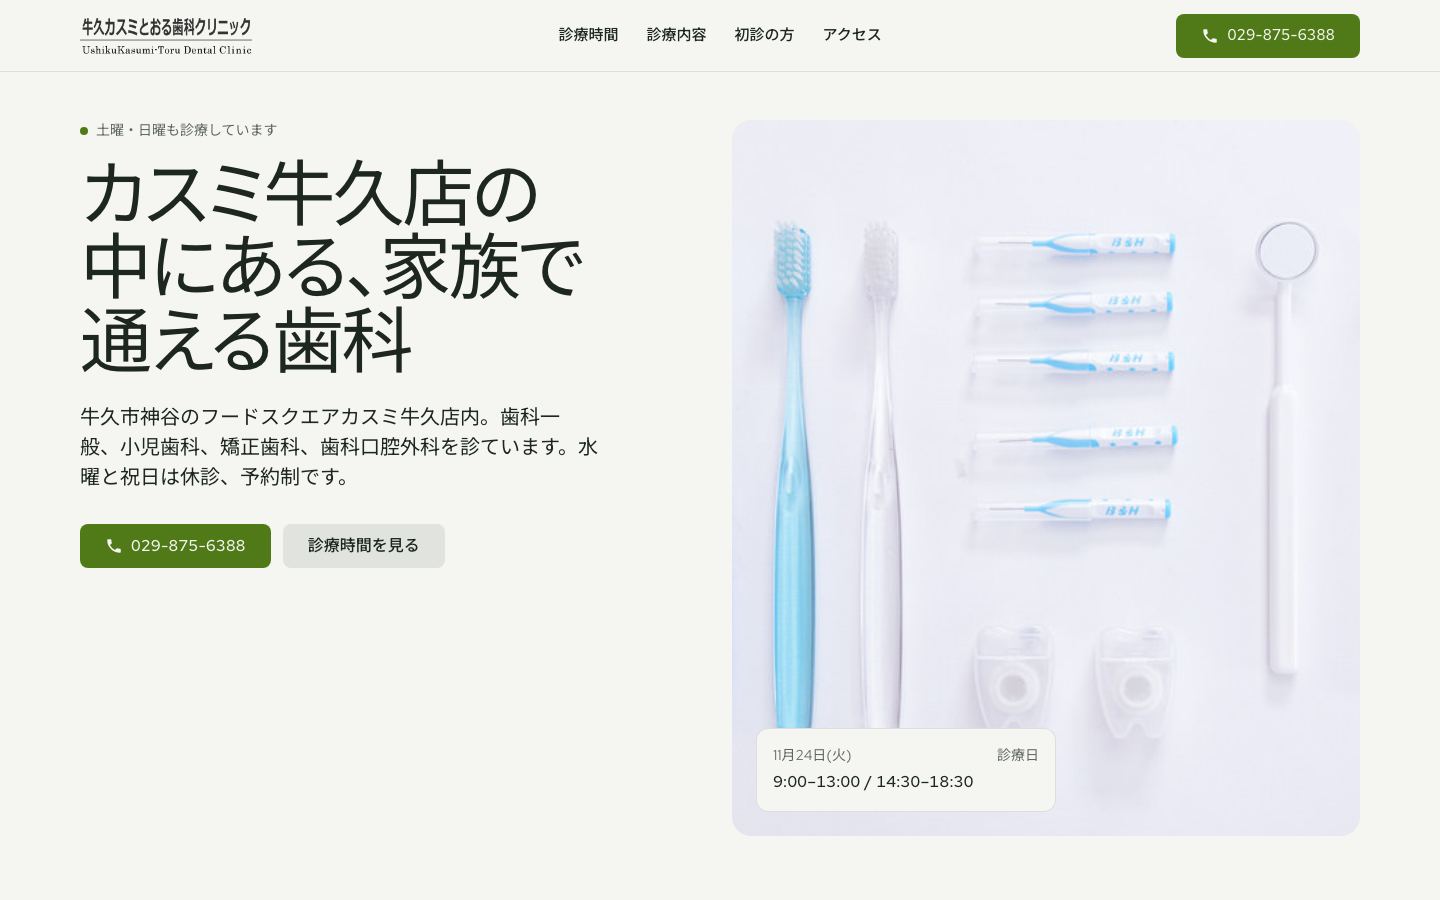 牛久カスミとおる歯科クリニック
UshikuKasumi·Toru Dental Clinic
診療時間
診療内容
初診の方
アクセス
029-875-6388
土曜・日曜も診療しています
カスミ牛久店の
中にある、家族で
通える歯科
牛久市神谷のフードスクエアカスミ牛久店内。歯科一
般、小児歯科、矯正歯科、歯科口腔外科を診ています。水
曜と祝日は休診、予約制です。
029-875-6388
診療時間を見る
B&H
B&H
B&H
B&H
B&H
11月24日(火)
診療日
9:00–13:00 / 14:30–18:30